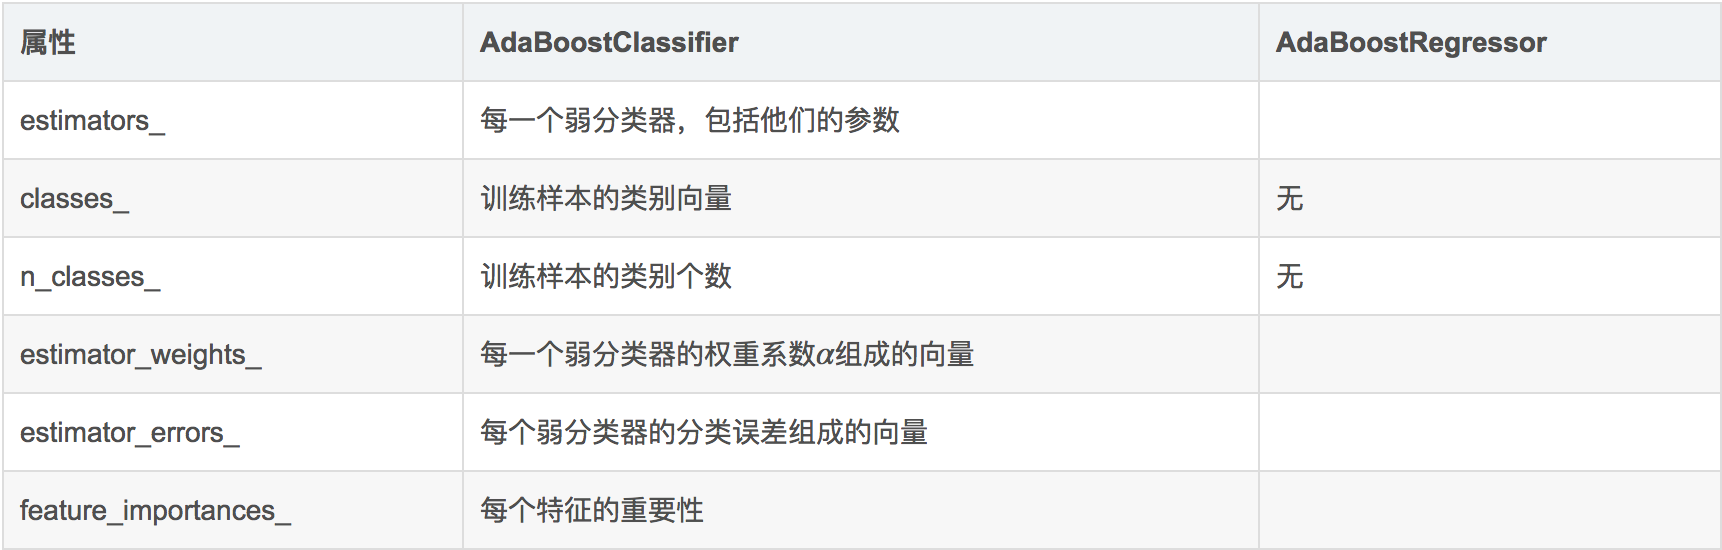 属性 AdaBoostClassifier AdaBoostRegressor
estimators_ 每一个弱分类器，包括他们的参数
classes_ 训练样本的类别向量 无
n_classes_ 训练样本的类别个数 无
estimator_weights_ 每一个弱分类器的权重系数α组成的向量
estimator_errors_ 每个弱分类器的分类误差组成的向量
feature_importances_ 每个特征的重要性